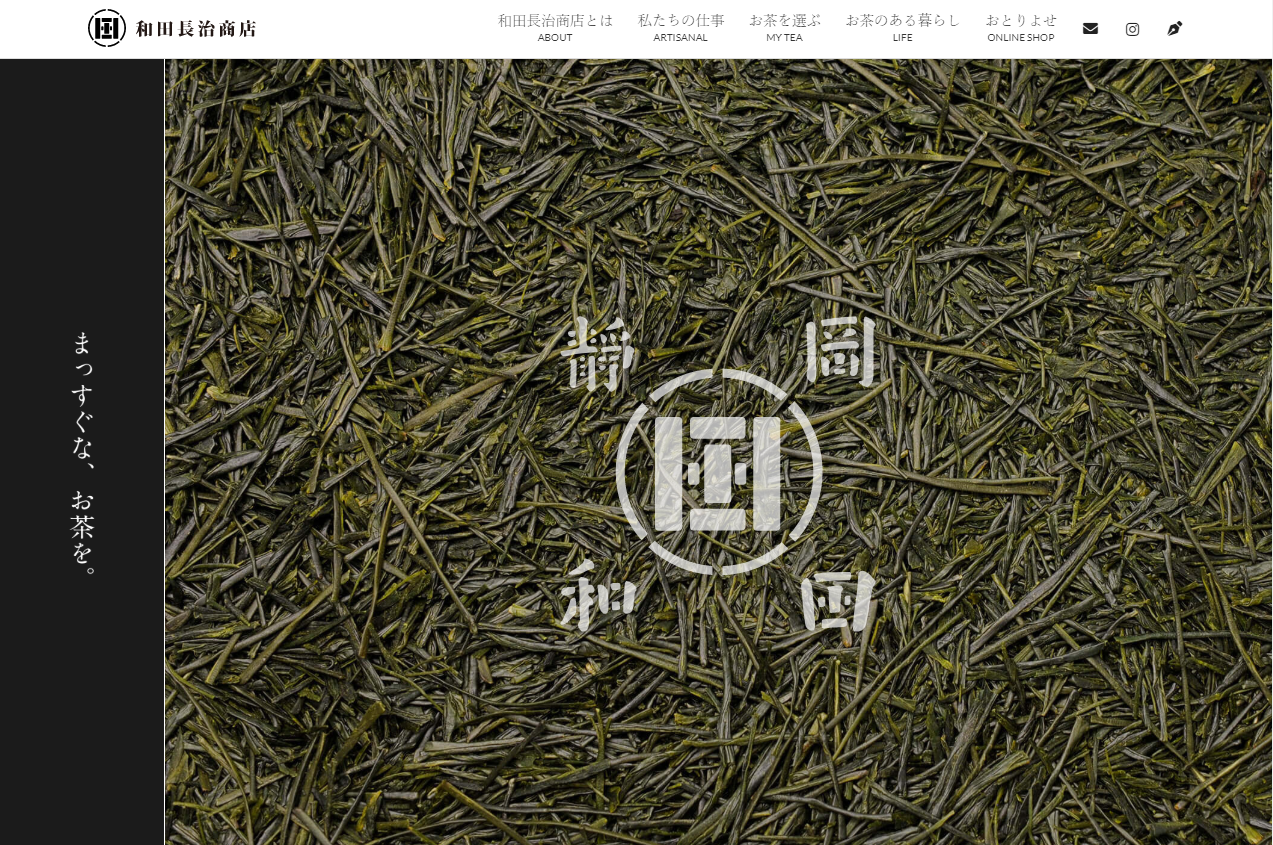 和田長治商店
和田長治商店とは
ABOUT
私たちの仕事
ARTISANAL
お茶を選ぶ
MY TEA
お茶のある暮らし
LIFE
おとりよせ
ONLINE SHOP
まっすぐな、お茶を。
静 岡
和 田